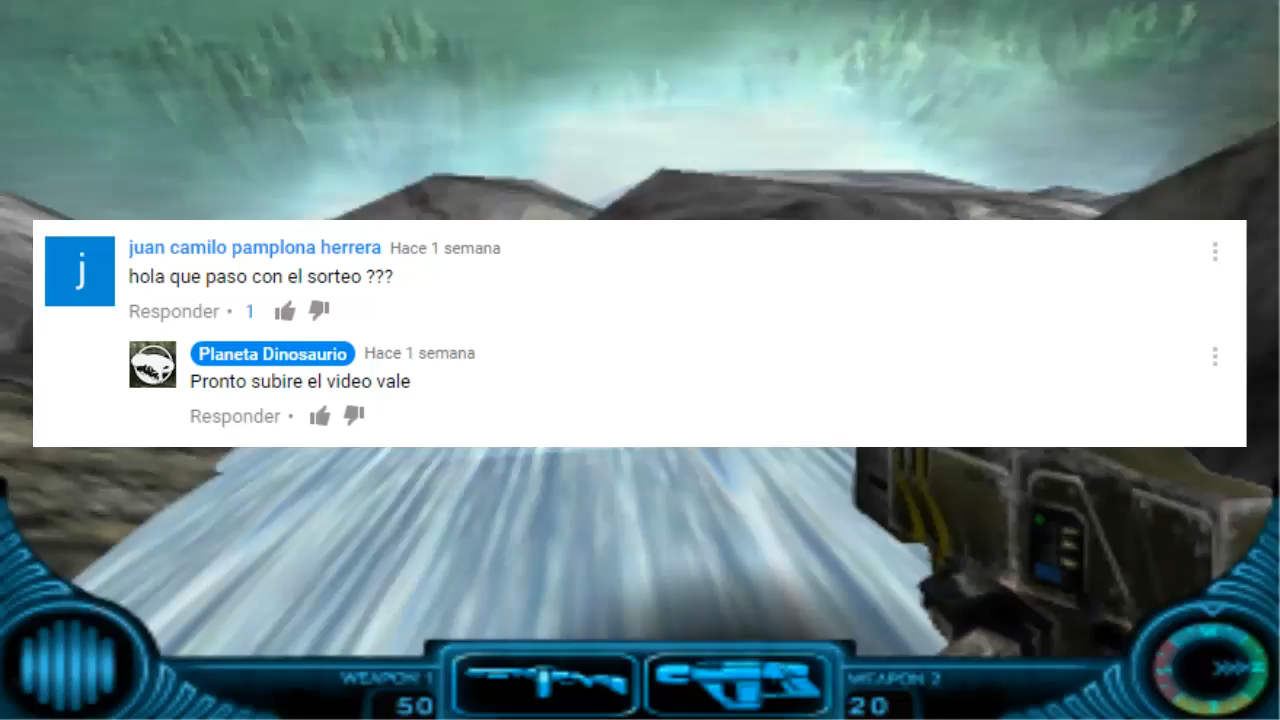 j
juan camilo pamplona herrera Hace 1 semana
hola que paso con el sorteo ???
Responder • 1
Planeta Dinosaurio Hace 1 semana
Pronto subire el video vale
Responder •
WEAPON 1
WEAPON 2
50
20